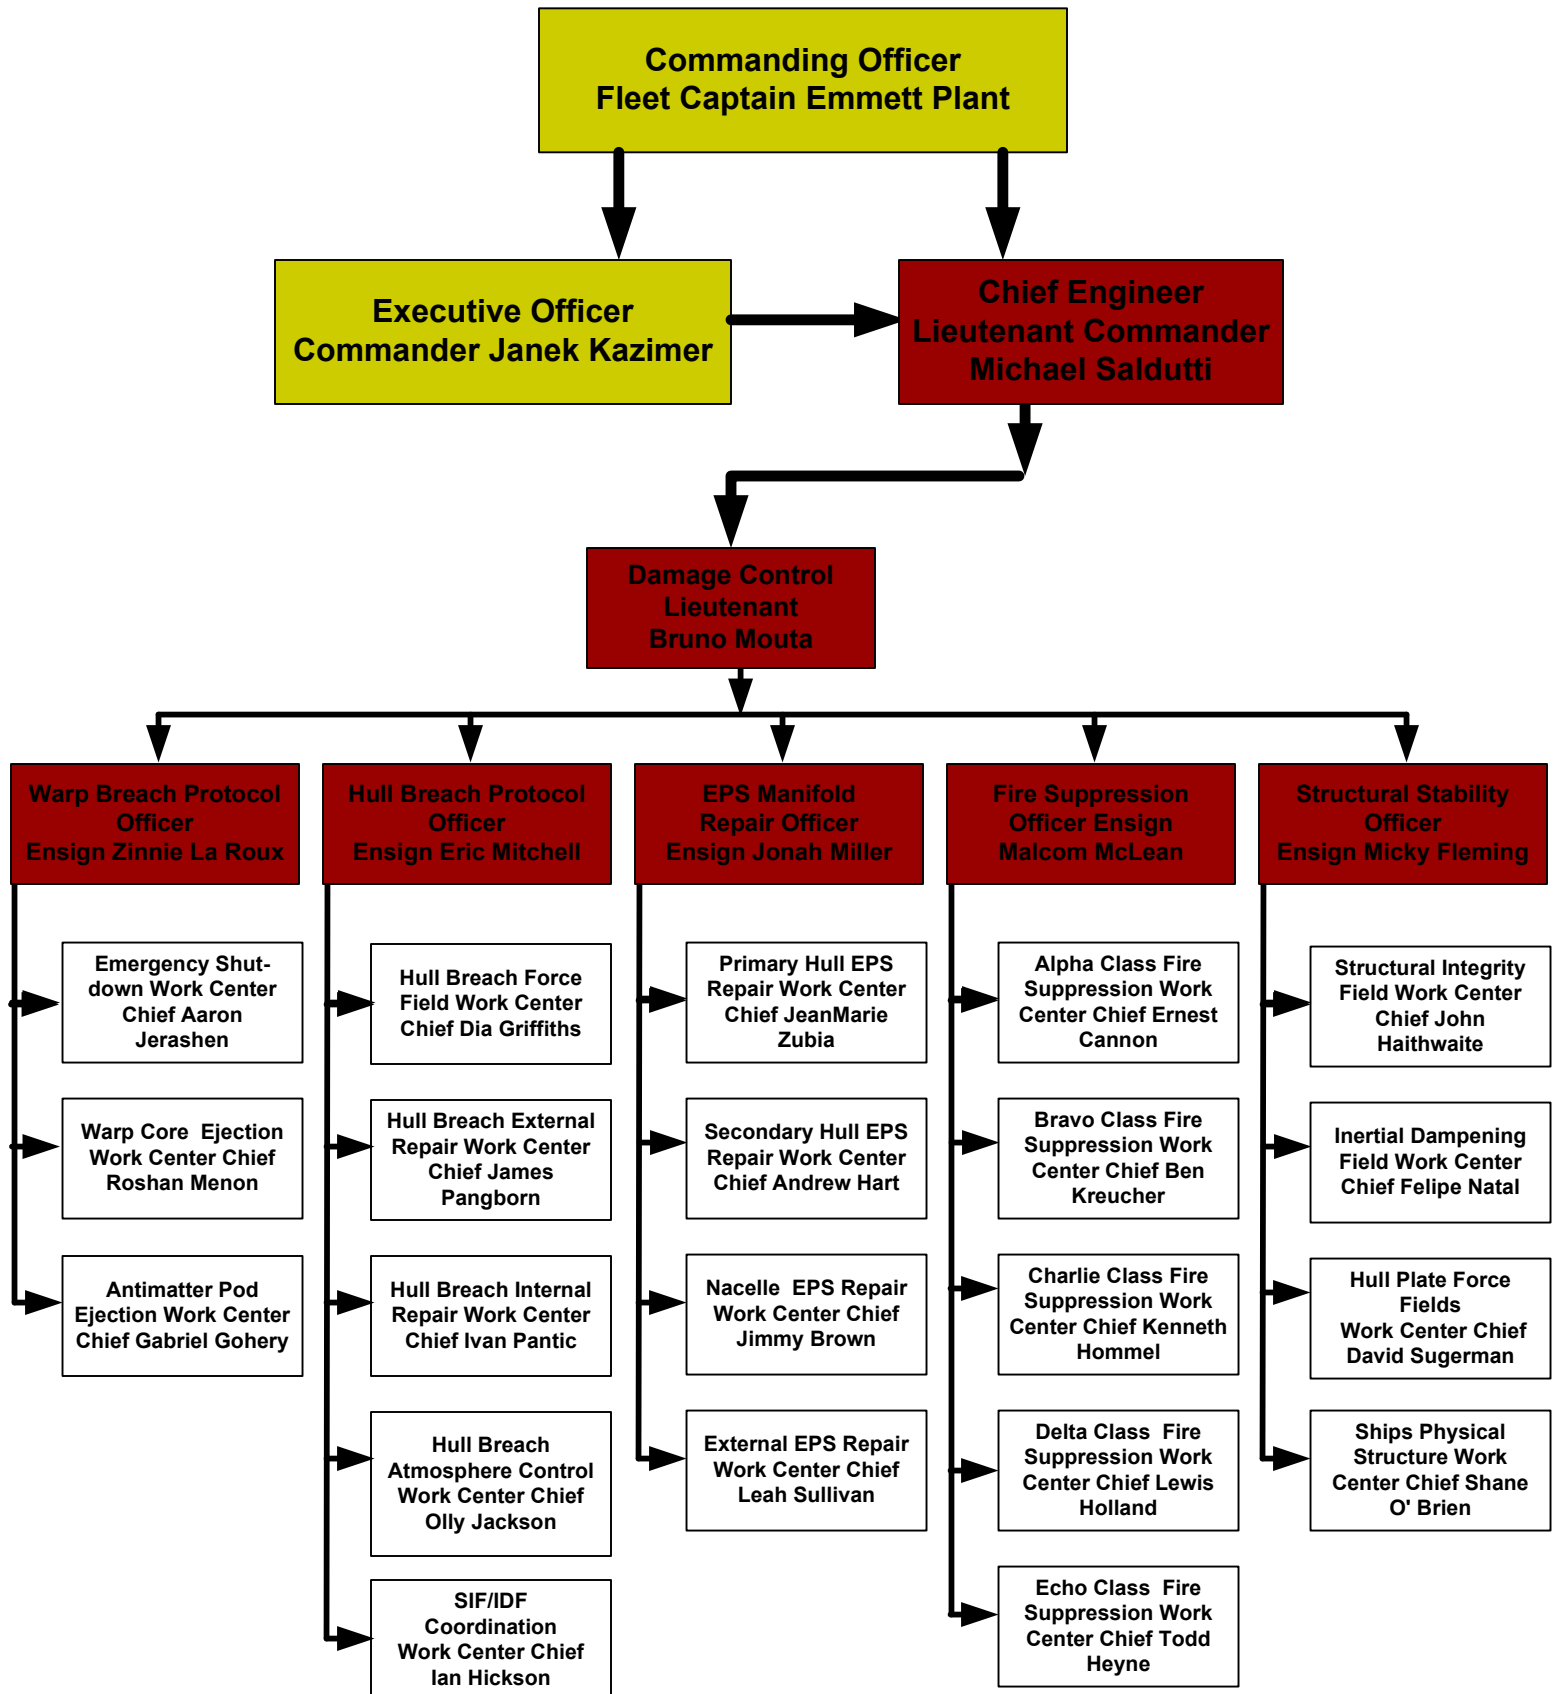 Commanding Officer
Fleet Captain Emmett Plant
Executive Officer
Commander Janek Kazimer
Chief Engineer
Lieutenant Commander
Michael Saldutti
Damage Control
Lieutenant
Bruno Mouta
Warp Breach Protocol
Officer
Ensign Zinnie La Roux
Hull Breach Protocol
Officer
Ensign Eric Mitchell
EPS Manifold
Repair Officer
Ensign Jonah Miller
Fire Suppression
Officer Ensign
Malcom McLean
Structural Stability
Officer
Ensign Micky Fleming
Emergency Shut-
down Work Center
Chief Aaron
Jerashen
Warp Core  Ejection
Work Center Chief
Roshan Menon
Antimatter Pod
Ejection Work Center
Chief Gabriel Gohery
Hull Breach Force
Field Work Center
Chief Dia Griffiths
Hull Breach External
Repair Work Center
Chief James
Pangborn
Hull Breach Internal
Repair Work Center
Chief Ivan Pantic
Hull Breach
Atmosphere Control
Work Center Chief
Olly Jackson
SIF/IDF
Coordination
Work Center Chief
Ian Hickson
Primary Hull EPS
Repair Work Center
Chief JeanMarie
Zubia
Secondary Hull EPS
Repair Work Center
Chief Andrew Hart
Nacelle  EPS Repair
Work Center Chief
Jimmy Brown
External EPS Repair
Work Center Chief
Leah Sullivan
Alpha Class Fire
Suppression Work
Center Chief Ernest
Cannon
Bravo Class Fire
Suppression Work
Center Chief Ben
Kreucher
Charlie Class Fire
Suppression Work
Center Chief Kenneth
Hommel
Delta Class  Fire
Suppression Work
Center Chief Lewis
Holland
Echo Class  Fire
Suppression Work
Center Chief Todd
Heyne
Structural Integrity
Field Work Center
Chief John
Haithwaite
Inertial Dampening
Field Work Center
Chief Felipe Natal
Hull Plate Force
Fields
Work Center Chief
David Sugerman
Ships Physical
Structure Work
Center Chief Shane
O' Brien